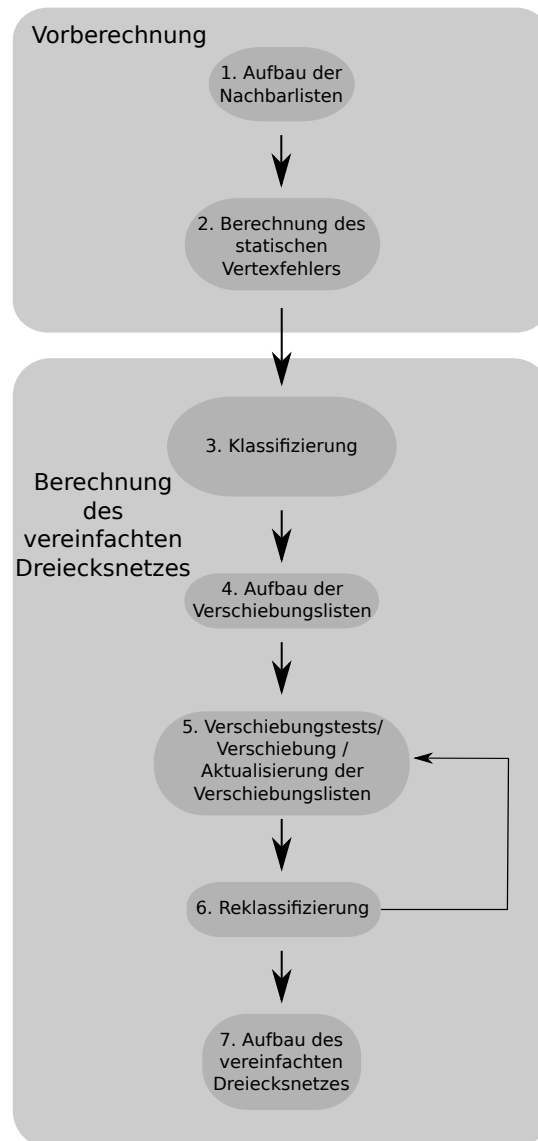 Vorberechnung
1. Aufbau der
Nachbarlisten
2. Berechnung des
statischen
Vertexfehlers
3. Klassifizierung
Berechnung
des
vereinfachten
Dreiecksnetzes
4. Aufbau der
Verschiebungslisten
5. Verschiebungstests/
Verschiebung /
Aktualisierung der
Verschiebungslisten
6. Reklassifizierung
7. Aufbau des
vereinfachten
Dreiecksnetzes